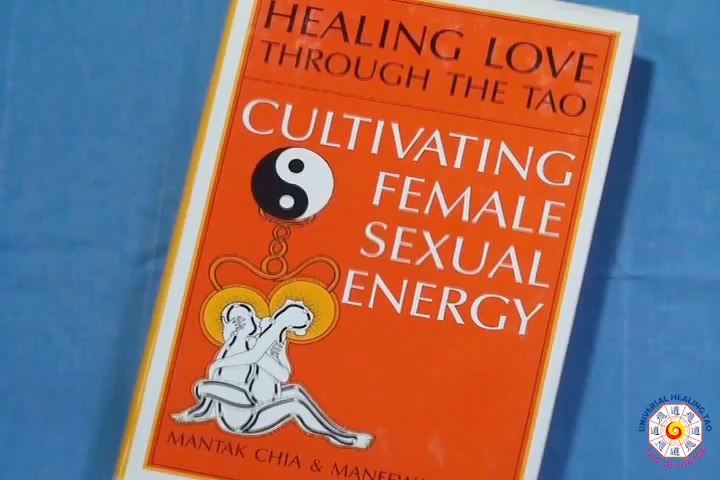 HEALING LOVE
THROUGH THE TAO
CULTIVATING
FEMALE
SEXUAL
ENERGY
MANTAK CHIA &
UNIVERSAL HEALING TAO